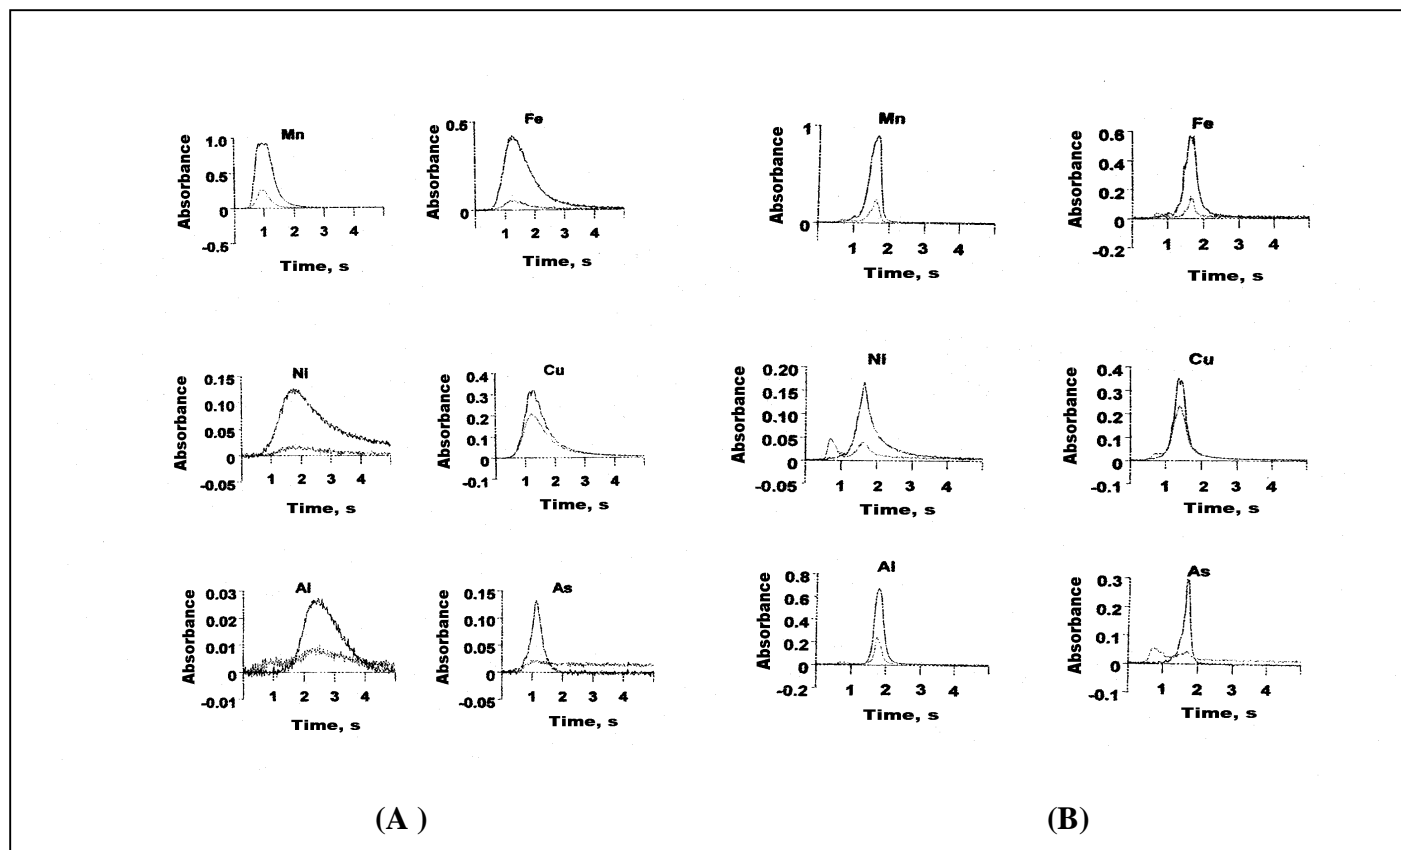 Mn
Absorbance
1.0
0.5
0
-0.5
1 2 3 4
Time, s
Fe
Absorbance
0.5
0
1 2 3 4
Time, s
Mn
Absorbance
1
0
1 2 3 4
Time, s
Fe
Absorbance
0.6
0.4
0.2
0
-0.2
1 2 3 4
Time, s
Ni
Absorbance
0.15
0.10
0.05
0
-0.05
1 2 3 4
Time, s
Cu
Absorbance
0.4
0.3
0.2
0.1
0
-0.1
1 2 3 4
Time, s
Ni
Absorbance
0.20
0.15
0.10
0.05
0
-0.05
1 2 3 4
Time, s
Cu
Absorbance
0.4
0.3
0.2
0.1
0
-0.1
1 2 3 4
Time, s
Al
Absorbance
0.03
0.02
0.01
0
-0.01
1 2 3 4
Time, s
As
Absorbance
0.15
0.10
0.05
0
-0.05
1 2 3 4
Time, s
Al
Absorbance
0.8
0.6
0.4
0.2
0
-0.2
1 2 3 4
Time, s
As
Absorbance
0.3
0.2
0.1
0
-0.1
1 2 3 4
Time, s
(A )
(B)